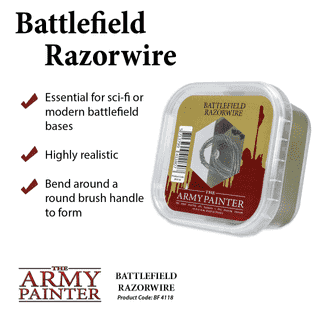 Battlefield
Razorwire
Essential for sci-fi or
modern battlefield
bases
Highly realistic
Bend around a
round brush handle
to form
BATTLEFIELD
RAZORWIRE
THE
ARMY PAINTER
THE
ARMY
PAINTER
BATTLEFIELD
RAZORWIRE
Product Code: BF 4118